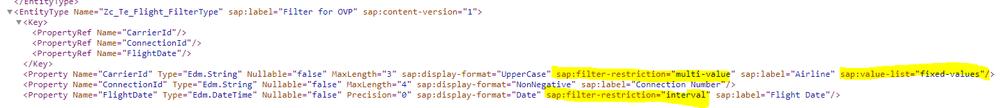 </EntityType>
▼<EntityType Name="Zc_Te_Flight_FilterType" sap:label="Filter for OVP" sap:content-version="1">
▼<Key>
<PropertyRef Name="CarrierId"/>
<PropertyRef Name="ConnectionId"/>
<PropertyRef Name="FlightDate"/>
</Key>
<Property Name="CarrierId" Type="Edm.String" Nullable="false" MaxLength="3" sap:display-format="UpperCase" sap:filter-restriction="multi-value" sap:label="Airline" sap:value-list="fixed-values"/>
<Property Name="ConnectionId" Type="Edm.String" Nullable="false" MaxLength="4" sap:display-format="NonNegative" sap:label="Connection Number"/>
<Property Name="FlightDate" Type="Edm.DateTime" Nullable="false" Precision="0" sap:display-format="Date" sap:filter-restriction="interval" sap:label="Flight Date"/>